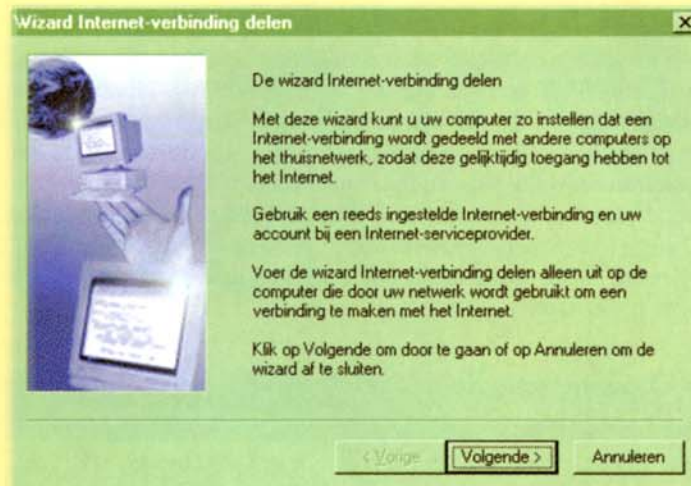 Wizard Internet-verbinding delen
De wizard Internet-verbinding delen
Met deze wizard kunt u uw computer zo instellen dat een
Internet-verbinding wordt gedeeld met andere computers op
het thuisnetwerk, zodat deze gelijktijdig toegang hebben tot
het Internet.
Gebruik een reeds ingestelde Internet-verbinding en uw
account bij een Internet-serviceprovider.
Voer de wizard Internet-verbinding delen alleen uit op de
computer die door uw netwerk wordt gebruikt om een
verbinding te maken met het Internet.
Klik op Volgende om door te gaan of op Annuleren om de
wizard af te sluiten.
< Vorige Volgende > Annuleren